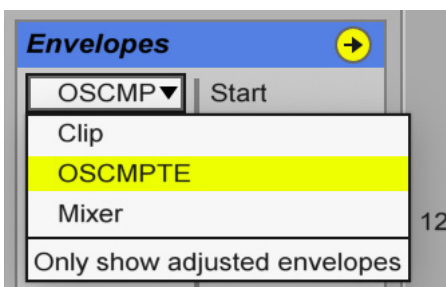 Envelopes
OSCMP Start
Clip
OSCMPTE
Mixer
12
Only show adjusted envelopes